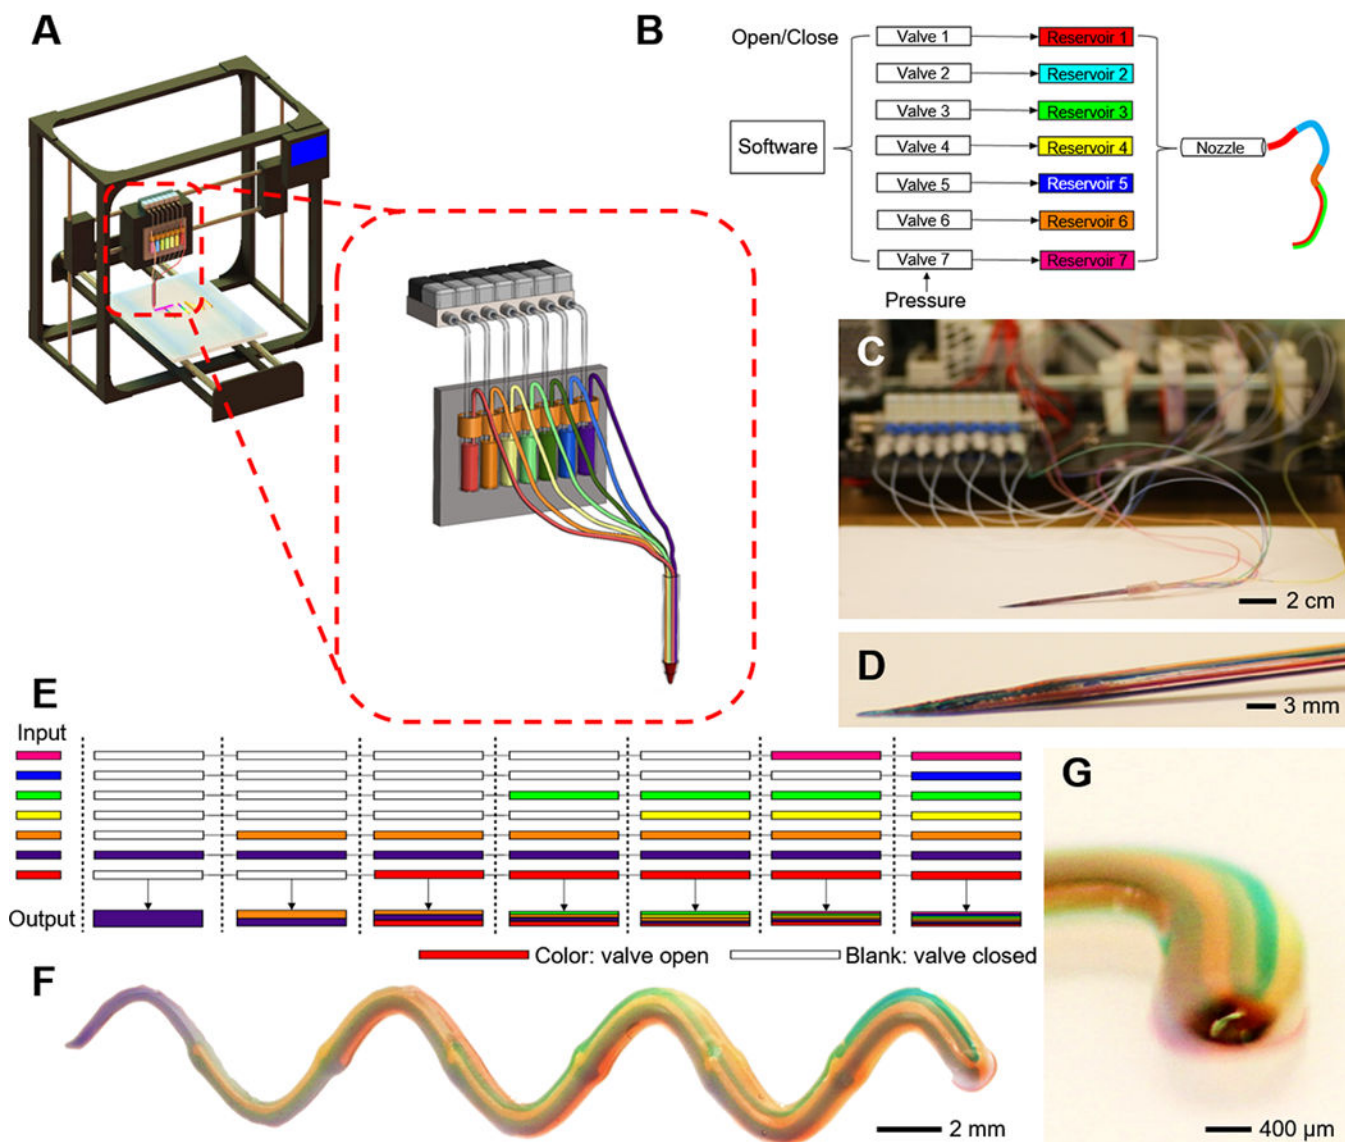 A
B
Open/Close
Valve 1
Reservoir 1
Valve 2
Reservoir 2
Valve 3
Reservoir 3
Software
Valve 4
Reservoir 4
Nozzle
Valve 5
Reservoir 5
Valve 6
Reservoir 6
Valve 7
Reservoir 7
Pressure
C
2 cm
D
3 mm
E
Input
Output
Color: valve open
Blank: valve closed
F
2 mm
G
400 µm